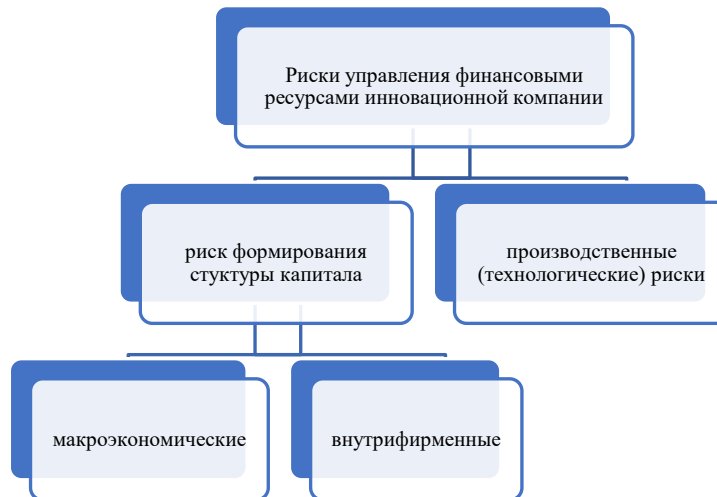 Риски управления финансовыми
ресурсами инновационной компании
риск формирования
стуктуры капитала
производственные
(технологические) риски
макроэкономические
внутрифирменные